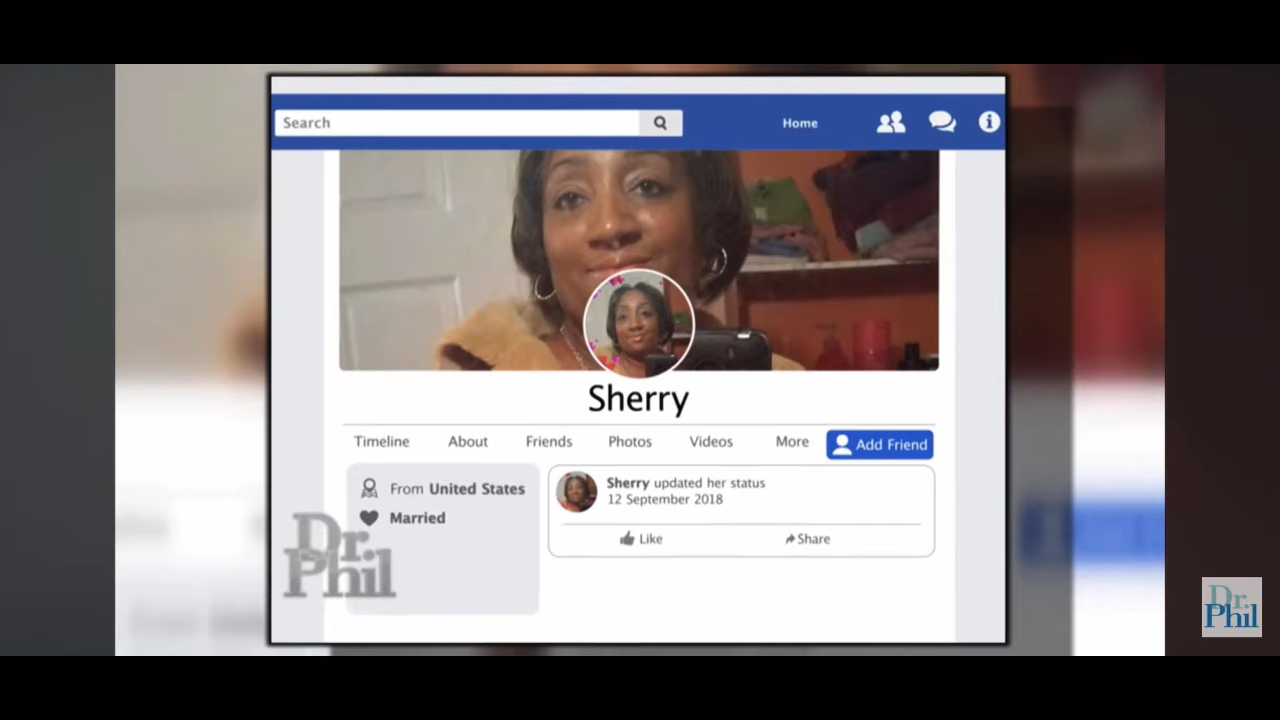 Search
Home
Sherry
Timeline About Friends Photos Videos More Add Friend
From United States
Married
Sherry updated her status
12 September 2018
Like Share
Dr.
Phil
Dr.
Phil